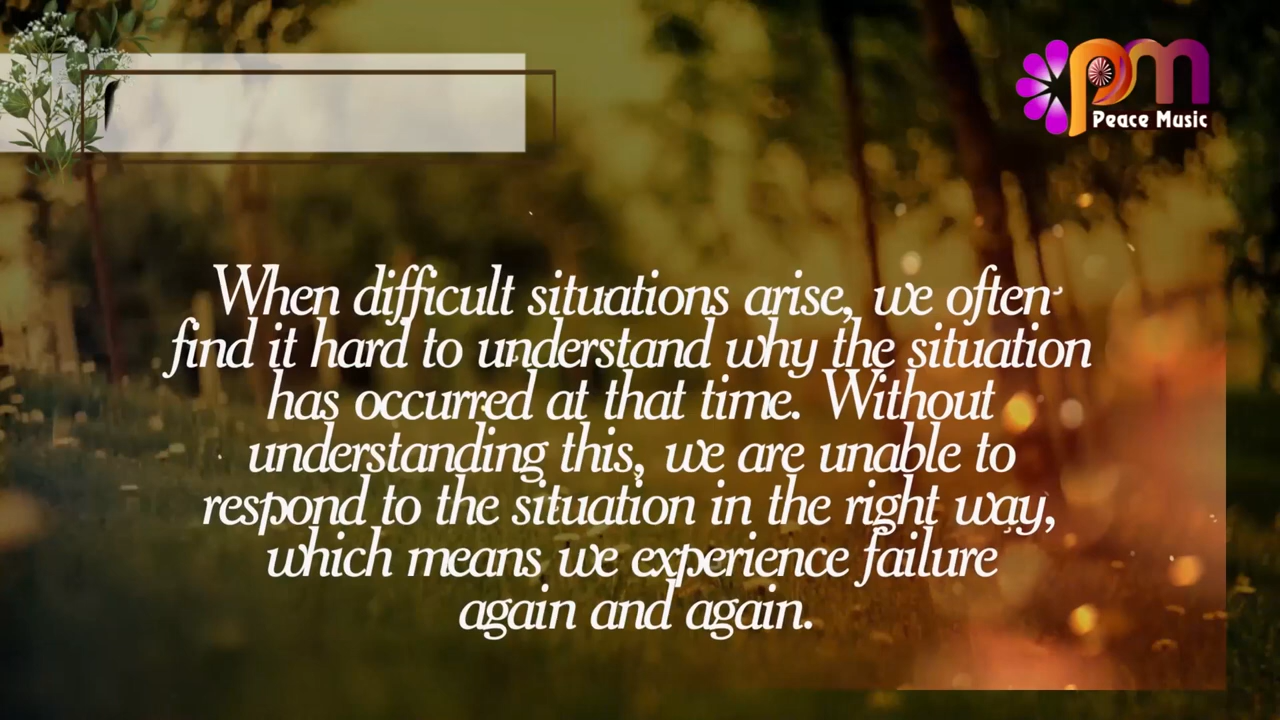 pm
Peace Music
When difficult situations arise, we often
find it hard to understand why the situation
has occurred at that time. Without
understanding this, we are unable to
respond to the situation in the right way,
which means we experience failure
again and again.